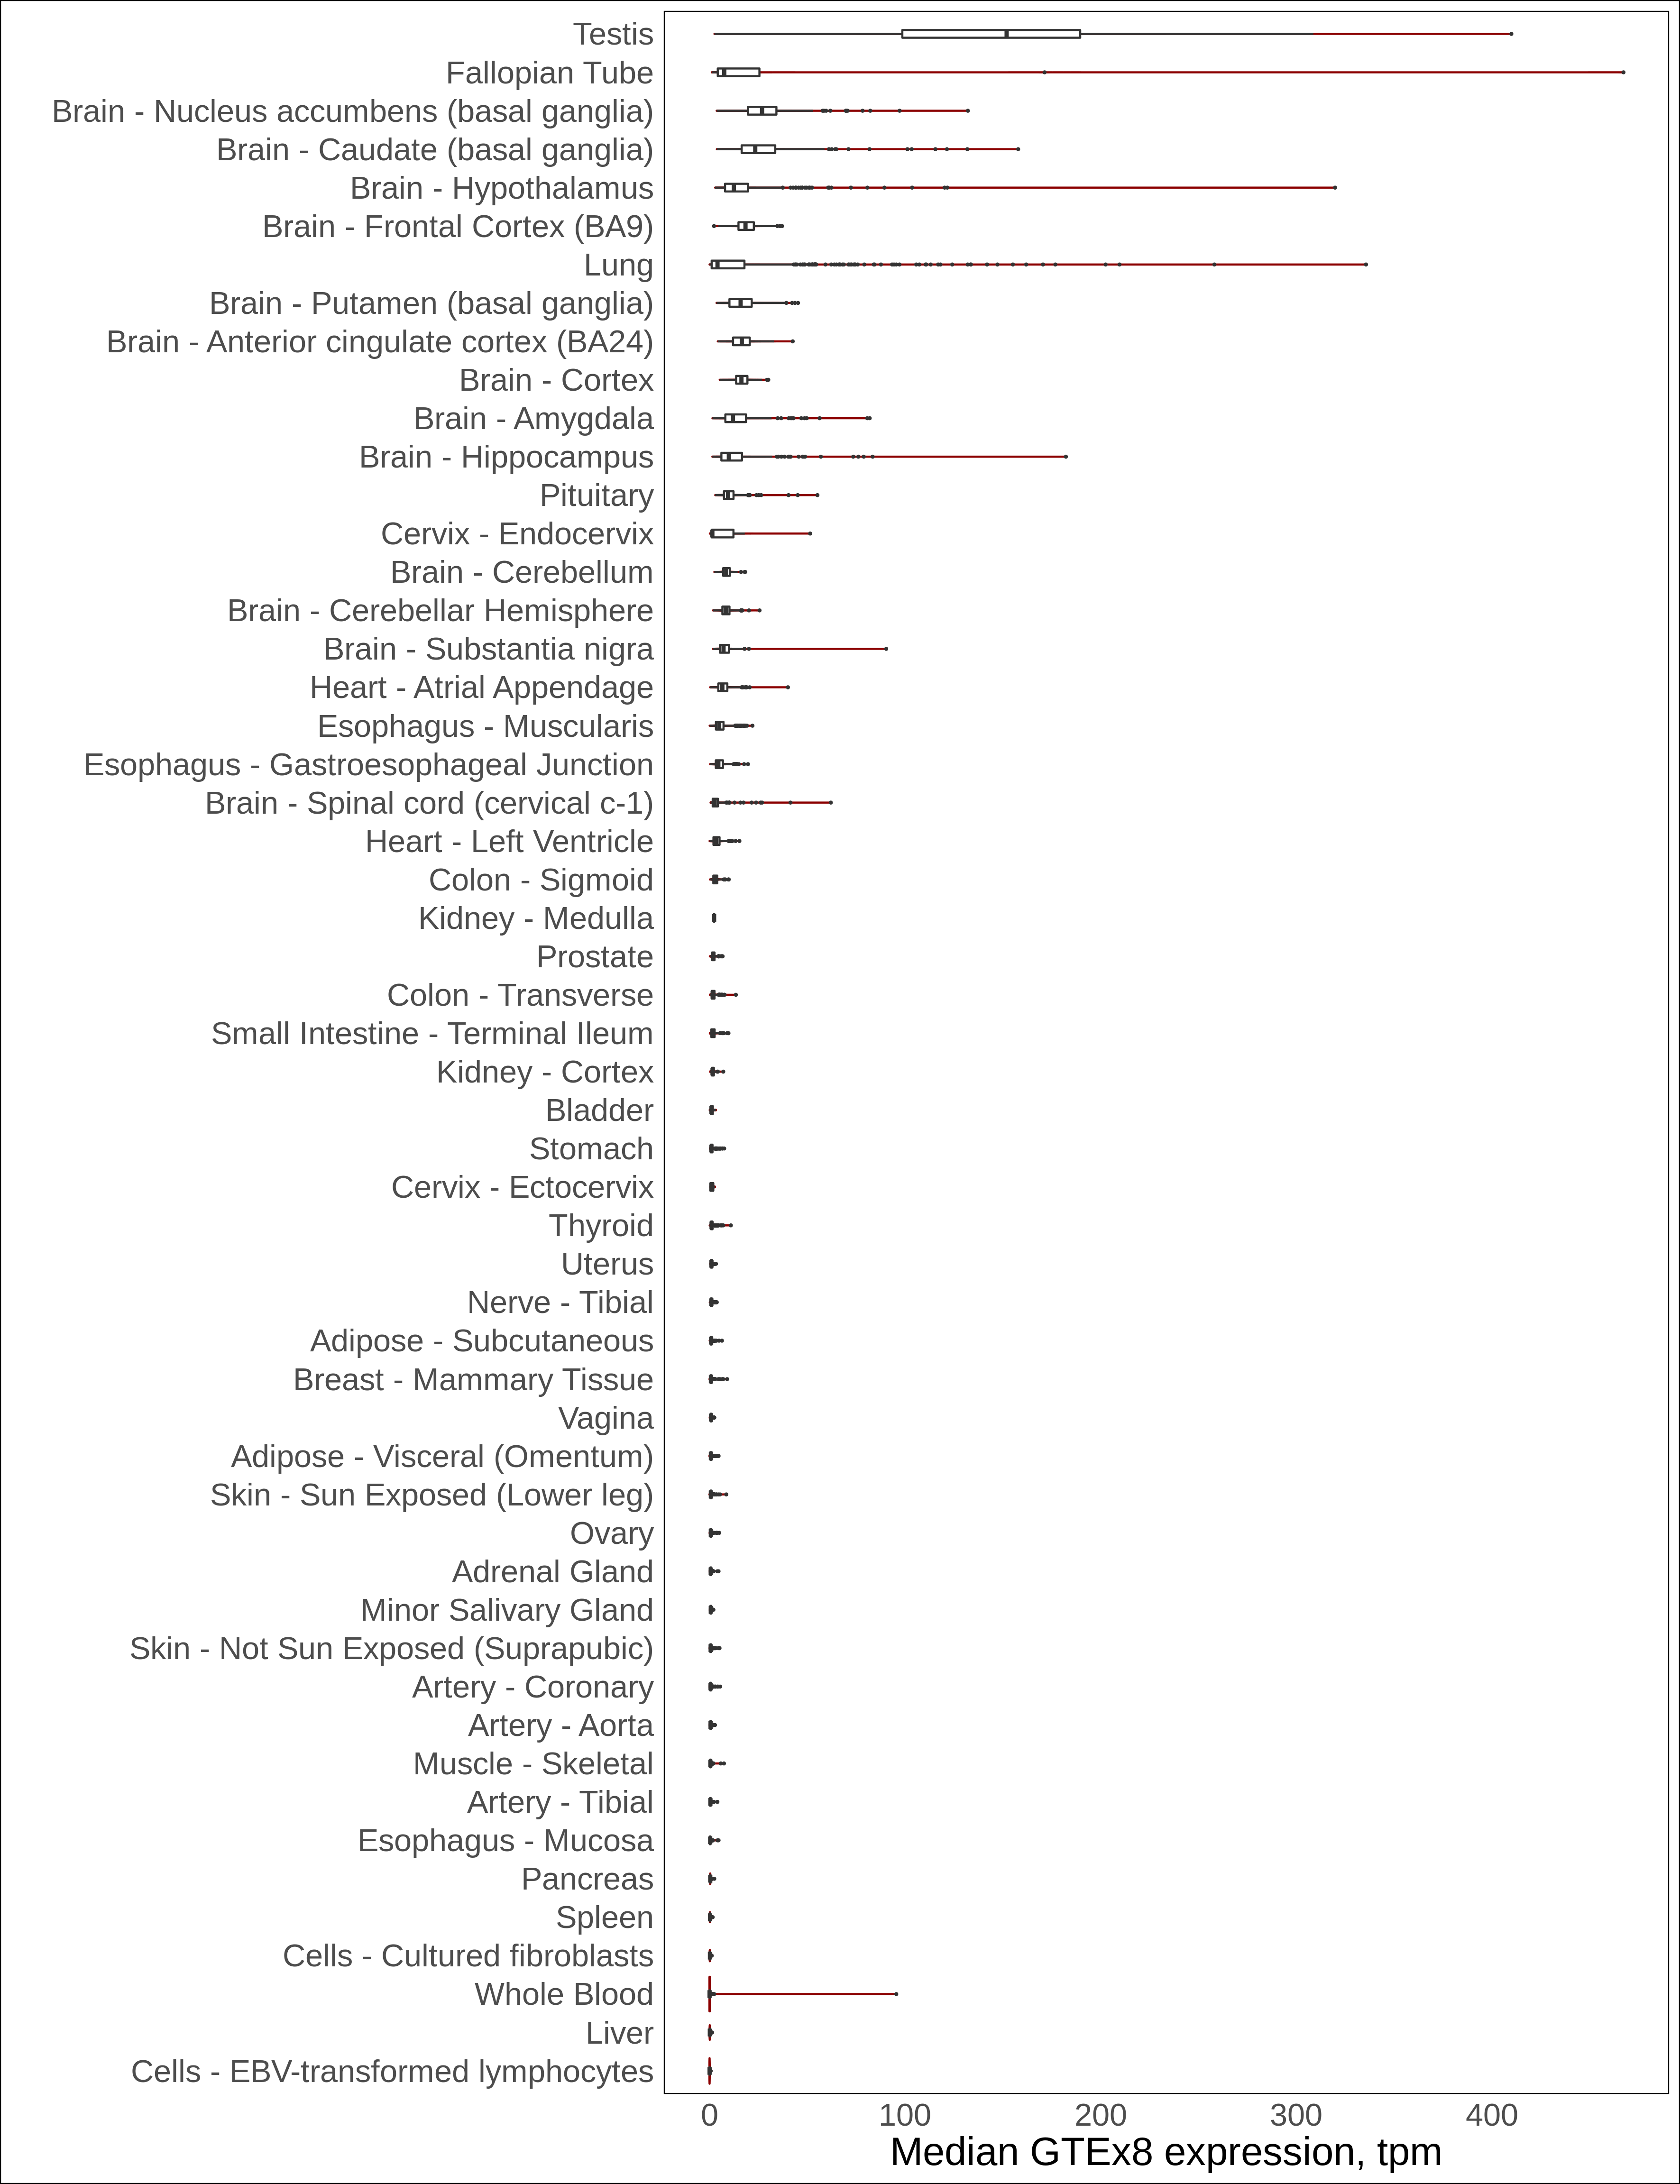 Testis
Fallopian Tube
Brain - Nucleus accumbens (basal ganglia)
Brain - Caudate (basal ganglia)
Brain - Hypothalamus
Brain - Frontal Cortex (BA9)
Lung
Brain - Putamen (basal ganglia)
Brain - Anterior cingulate cortex (BA24)
Brain - Cortex
Brain - Amygdala
Brain - Hippocampus
Pituitary
Cervix - Endocervix
Brain - Cerebellum
Brain - Cerebellar Hemisphere
Brain - Substantia nigra
Heart - Atrial Appendage
Esophagus - Muscularis
Esophagus - Gastroesophageal Junction
Brain - Spinal cord (cervical c-1)
Heart - Left Ventricle
Colon - Sigmoid
Kidney - Medulla
Prostate
Colon - Transverse
Small Intestine - Terminal Ileum
Kidney - Cortex
Bladder
Stomach
Cervix - Ectocervix
Thyroid
Uterus
Nerve - Tibial
Adipose - Subcutaneous
Breast - Mammary Tissue
Vagina
Adipose - Visceral (Omentum)
Skin - Sun Exposed (Lower leg)
Ovary
Adrenal Gland
Minor Salivary Gland
Skin - Not Sun Exposed (Suprapubic)
Artery - Coronary
Artery - Aorta
Muscle - Skeletal
Artery - Tibial
Esophagus - Mucosa
Pancreas
Spleen
Cells - Cultured fibroblasts
Whole Blood
Liver
Cells - EBV-transformed lymphocytes
0 100 200 300 400
Median GTEx8 expression, tpm